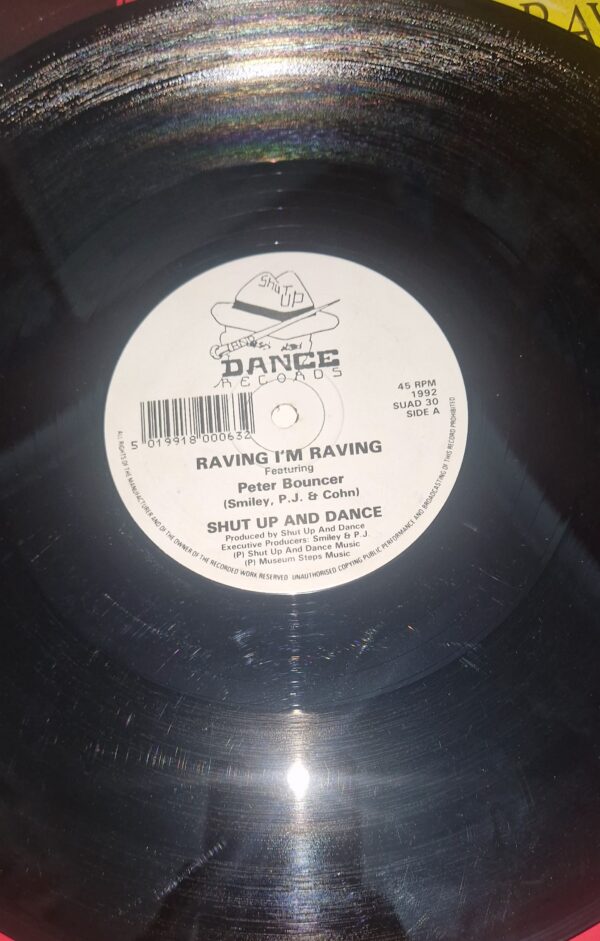 RAV
Shut
UP
AND
DANCE
RECORDS
5 019918 000632
45 RPM
1992
SUAD 30
SIDE A
RAVING I'M RAVING
Featuring
Peter Bouncer
(Smiley, P.J. & Cohn)
SHUT UP AND DANCE
Produced by Shut Up And Dance
Executive Producers: Smiley & P.J.
(P) Shut Up And Dance Music
(P) Museum Steps Music
ALL RIGHTS OF THE MANUFACTURER AND OF THE OWNER OF THE RECORDED WORK RESERVED UNAUTHORISED COPYING PUBLIC PERFORMANCE AND BROADCASTING OF THIS RECORD PROHIBITED